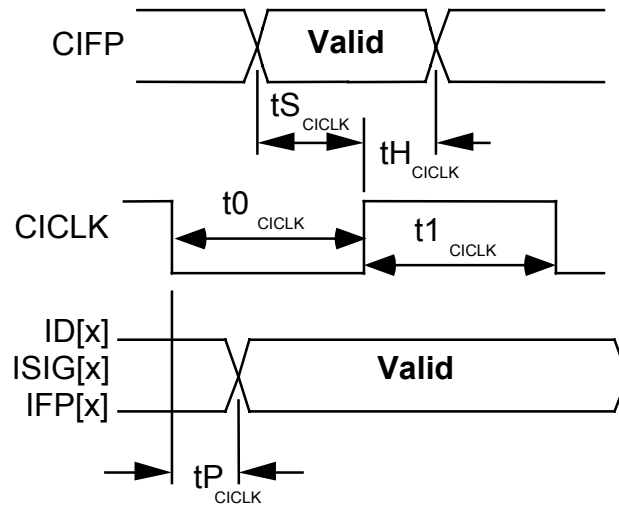 CIFP
Valid
tS CICLK
tH CICLK
CICLK
t0 CICLK
t1 CICLK
ID[x]
ISIG[x]
IFP[x]
Valid
tP CICLK